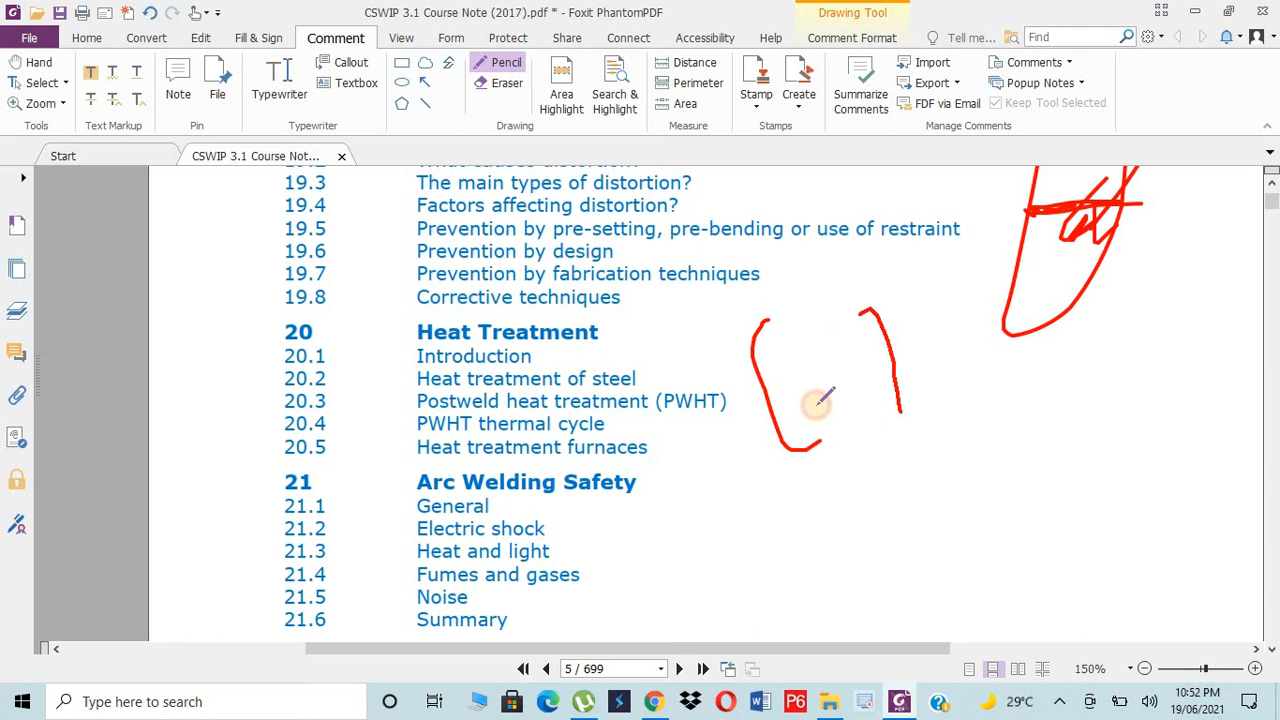 CSWIP 3.1 Course Note (2017).pdf * - Foxit PhantomPDF
Drawing Tool
File
Home
Convert
Edit
Fill & Sign
Comment
View
Form
Protect
Share
Connect
Accessibility
Help
Comment Format
Tell me...
Find
Hand
Select
Zoom
Tools
T T T
T T T
Text Markup
Note
File
Pin
Typewriter
Callout
Textbox
Typewriter
Pencil
Eraser
Drawing
Area Highlight
Search & Highlight
Distance
Perimeter
Area
Measure
Stamp
Create
Stamps
Summarize Comments
Import
Export
FDF via Email
Comments
Popup Notes
Keep Tool Selected
Manage Comments
Start
CSWIP 3.1 Course Not...
19.2 What causes distortion?
19.3 The main types of distortion?
19.4 Factors affecting distortion?
19.5 Prevention by pre-setting, pre-bending or use of restraint
19.6 Prevention by design
19.7 Prevention by fabrication techniques
19.8 Corrective techniques
20 Heat Treatment
20.1 Introduction
20.2 Heat treatment of steel
20.3 Postweld heat treatment (PWHT)
20.4 PWHT thermal cycle
20.5 Heat treatment furnaces
21 Arc Welding Safety
21.1 General
21.2 Electric shock
21.3 Heat and light
21.4 Fumes and gases
21.5 Noise
21.6 Summary
5 / 699
150%
Type here to search
P6
29°C
10:52 PM
19/06/2021